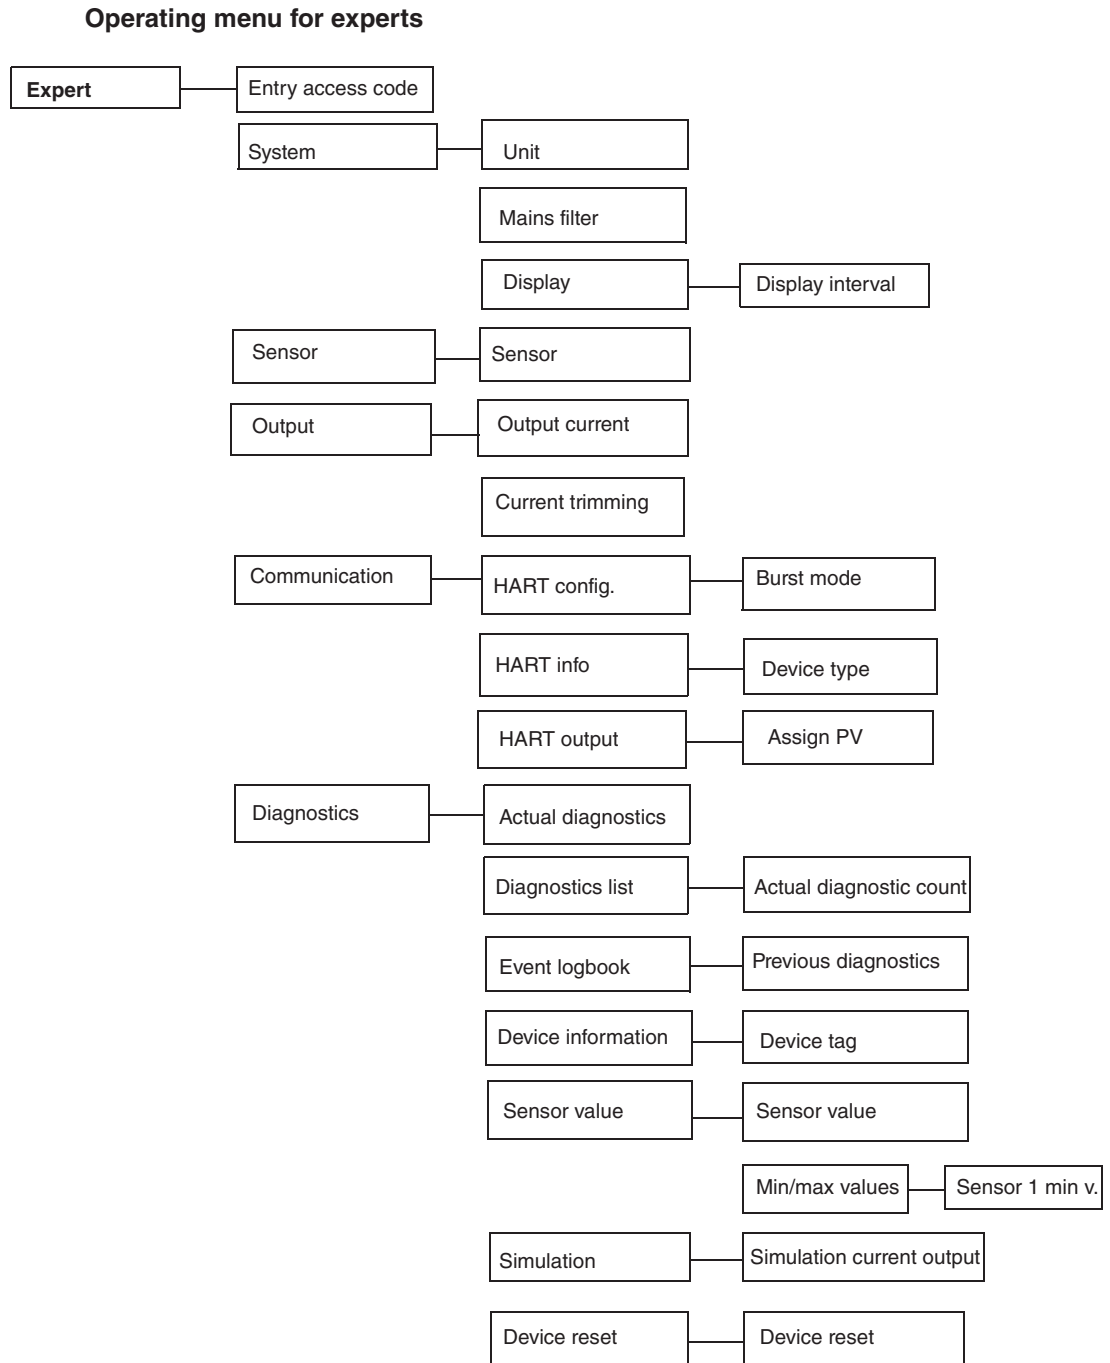 Operating menu for experts
Expert
Entry access code
System
Unit
Mains filter
Display
Display interval
Sensor
Sensor
Output
Output current
Current trimming
Communication
HART config.
Burst mode
HART info
Device type
HART output
Assign PV
Diagnostics
Actual diagnostics
Diagnostics list
Actual diagnostic count
Event logbook
Previous diagnostics
Device information
Device tag
Sensor value
Sensor value
Min/max values
Sensor 1 min v.
Simulation
Simulation current output
Device reset
Device reset